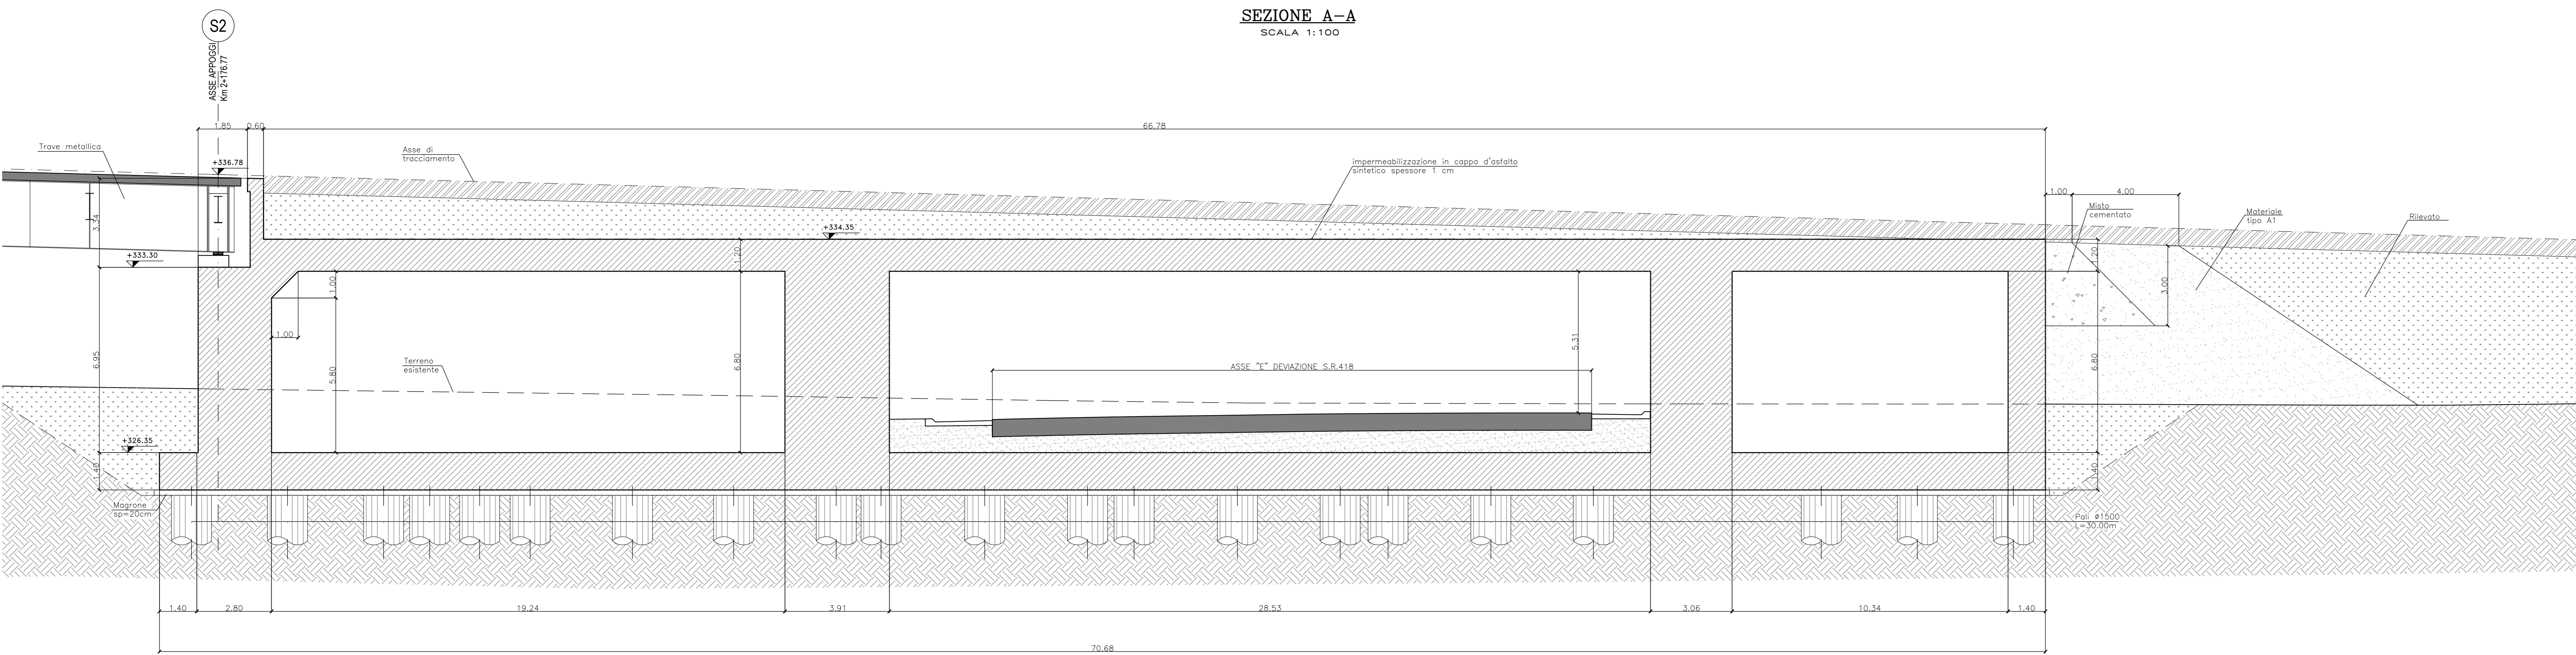 SEZIONE A-A
SCALA 1:100
S2
ASSE APPOGGI
Km 2+176.77
1.85
0.60
66.78
Trave metallica
+336.78
Asse di
tracciamento
impermeabilizzazione in cappa d'asfalto
sintetico spessore 1 cm
1.00
4.00
Misto
cementato
Materiale
tipo A1
Rilevato
3.34
+334.35
+333.30
1.20
1.20
1.00
3.00
1.00
5.31
6.95
Terreno
esistente
5.80
6.80
6.80
ASSE "E" DEVIAZIONE S.R.418
+326.35
1.40
1.40
Magrone
sp=20cm
Pali ø1500
L=30.00m
1.40
2.80
19.24
3.91
28.53
3.06
10.34
1.40
70.68